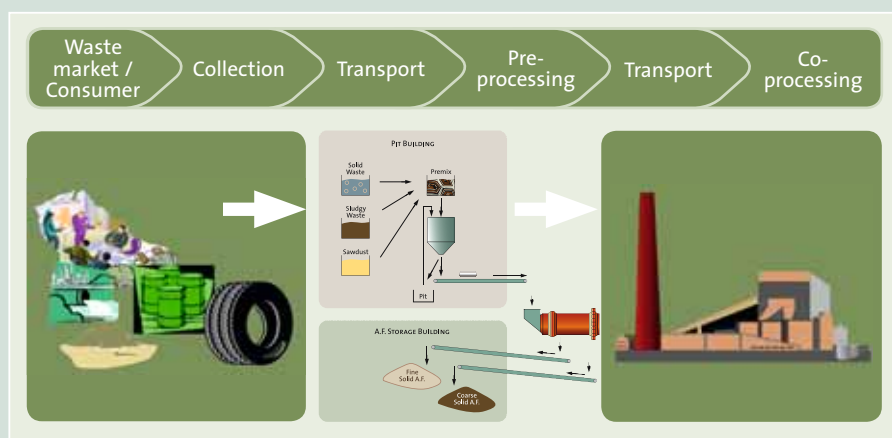 Waste
market /
Consumer
Collection
Transport
Pre-
processing
Transport
Co-
processing
PIT BUILDING
Solid
Waste
Premix
Sludgy
Waste
Sawdust
Pit
A.F. STORAGE BUILDING
Fine
Solid A.F.
Coarse
Solid A.F.